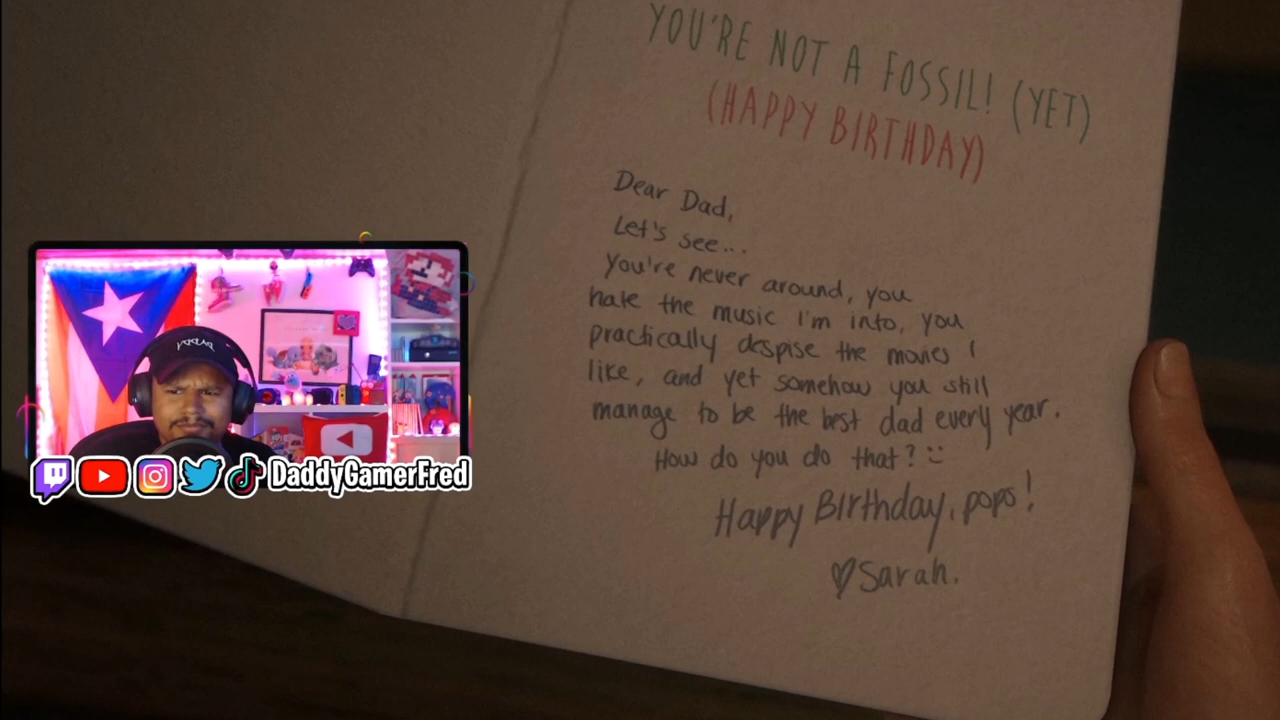 YOU'RE NOT A FOSSIL! (YET)
(HAPPY BIRTHDAY)
Dear Dad,
Let's see...
you're never around, you
hate the music I'm into, you
practically despise the movies I
like, and yet somehow you still
manage to be the best dad every year.
How do you do that? :)
Happy Birthday, pops!
♡Sarah.
DaddyGamerFred